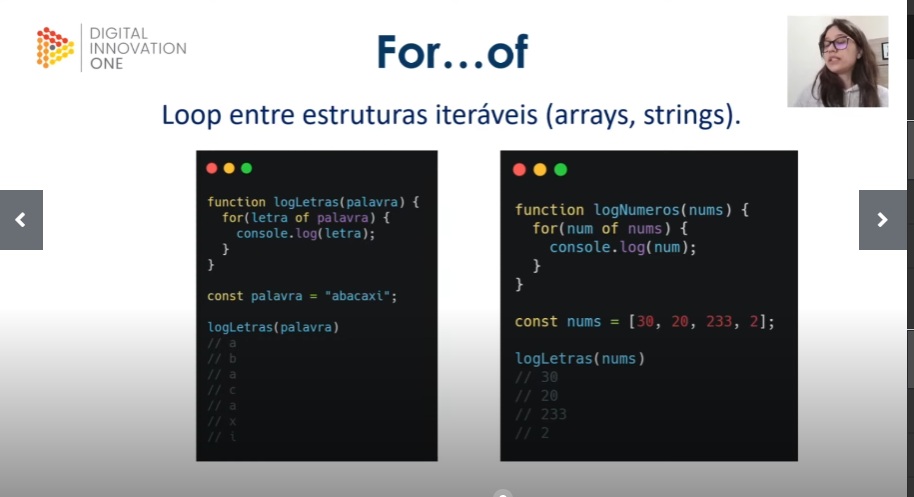 DIGITAL
INNOVATION
ONE
For...of
Loop entre estruturas iteráveis (arrays, strings).
function logLetras(palavra) {
for(letra of palavra) {
console.log(letra);
}
}
const palavra = "abacaxi";
logLetras(palavra)
// a
// b
// a
// c
// a
// x
// i
function logNumeros(nums) {
for(num of nums) {
console.log(num);
}
}
const nums = [30, 20, 233, 2];
logLetras(nums)
// 30
// 20
// 233
// 2